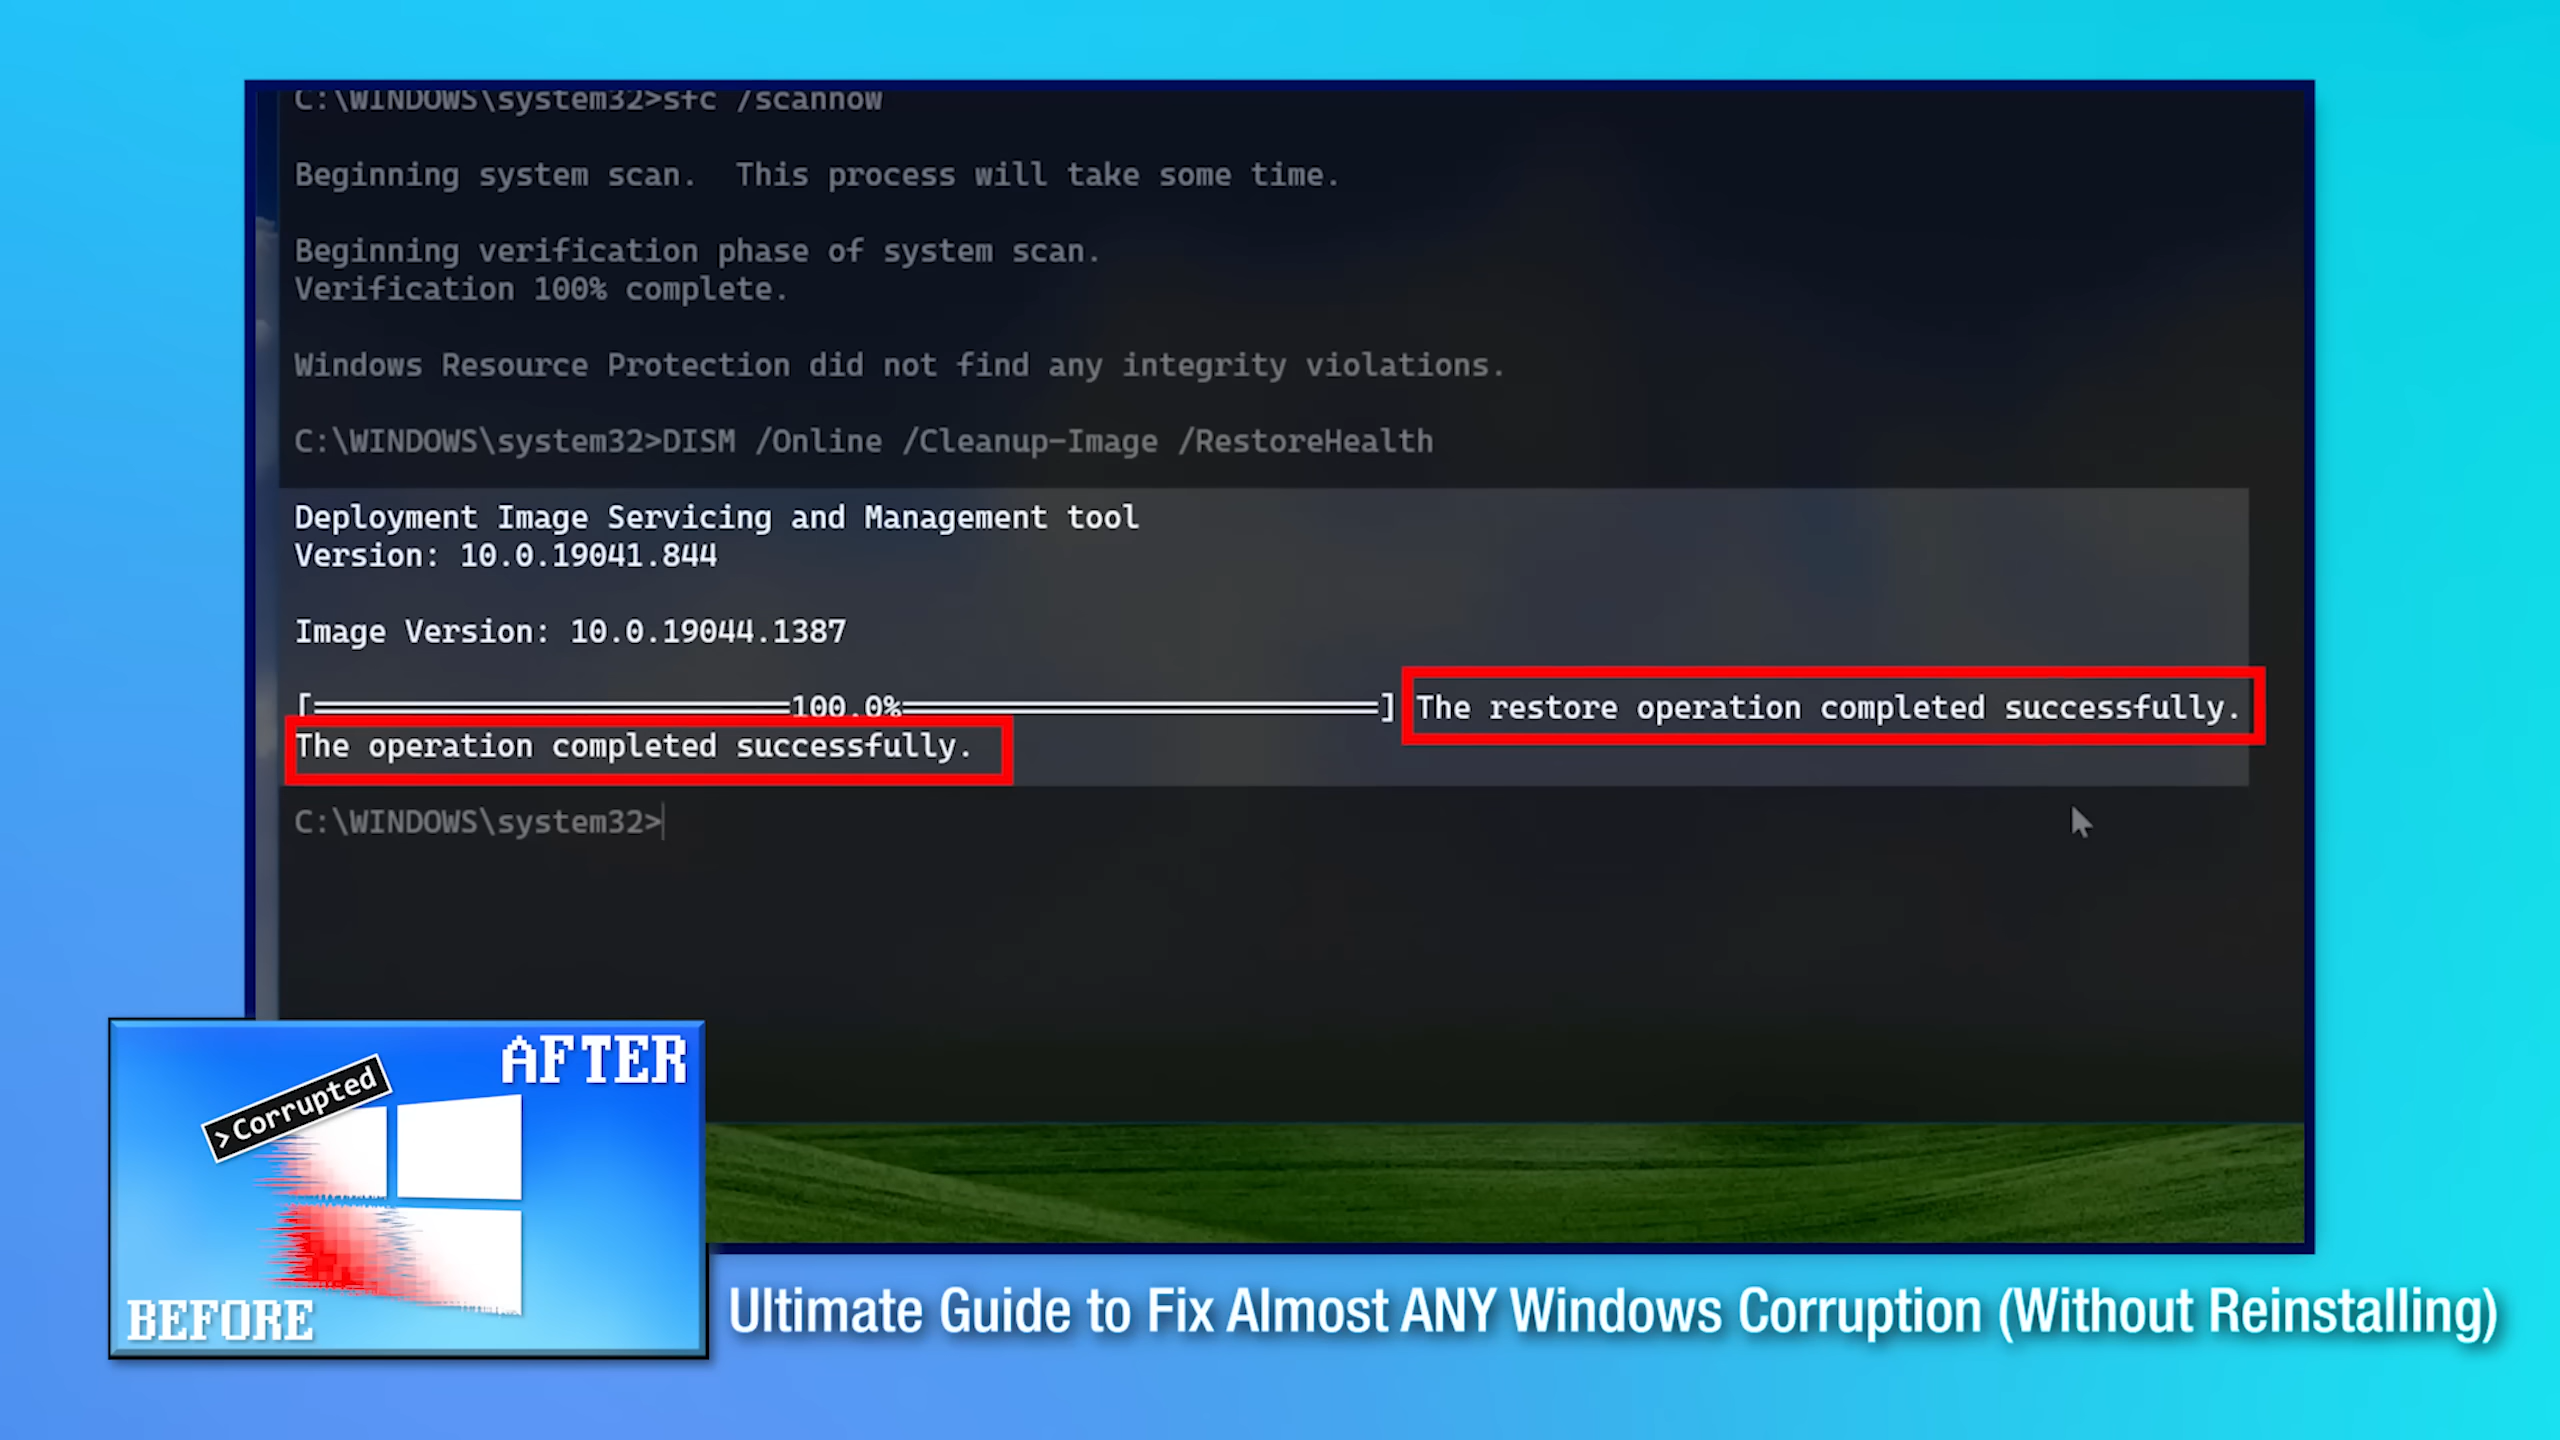 C:\WINDOWS\system32>sfc /scannow
Beginning system scan.  This process will take some time.
Beginning verification phase of system scan.
Verification 100% complete.
Windows Resource Protection did not find any integrity violations.
C:\WINDOWS\system32>DISM /Online /Cleanup-Image /RestoreHealth
Deployment Image Servicing and Management tool
Version: 10.0.19041.844
Image Version: 10.0.19044.1387
[==========================100.0%==========================] The restore operation completed successfully.
The operation completed successfully.
C:\WINDOWS\system32>
AFTER
>Corrupted
BEFORE
Ultimate Guide to Fix Almost ANY Windows Corruption (Without Reinstalling)